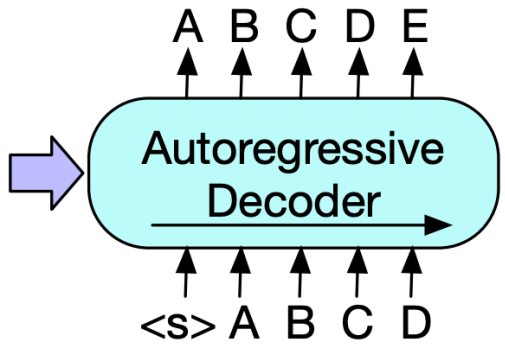 A B C D E
Autoregressive
Decoder
<s> A B C D